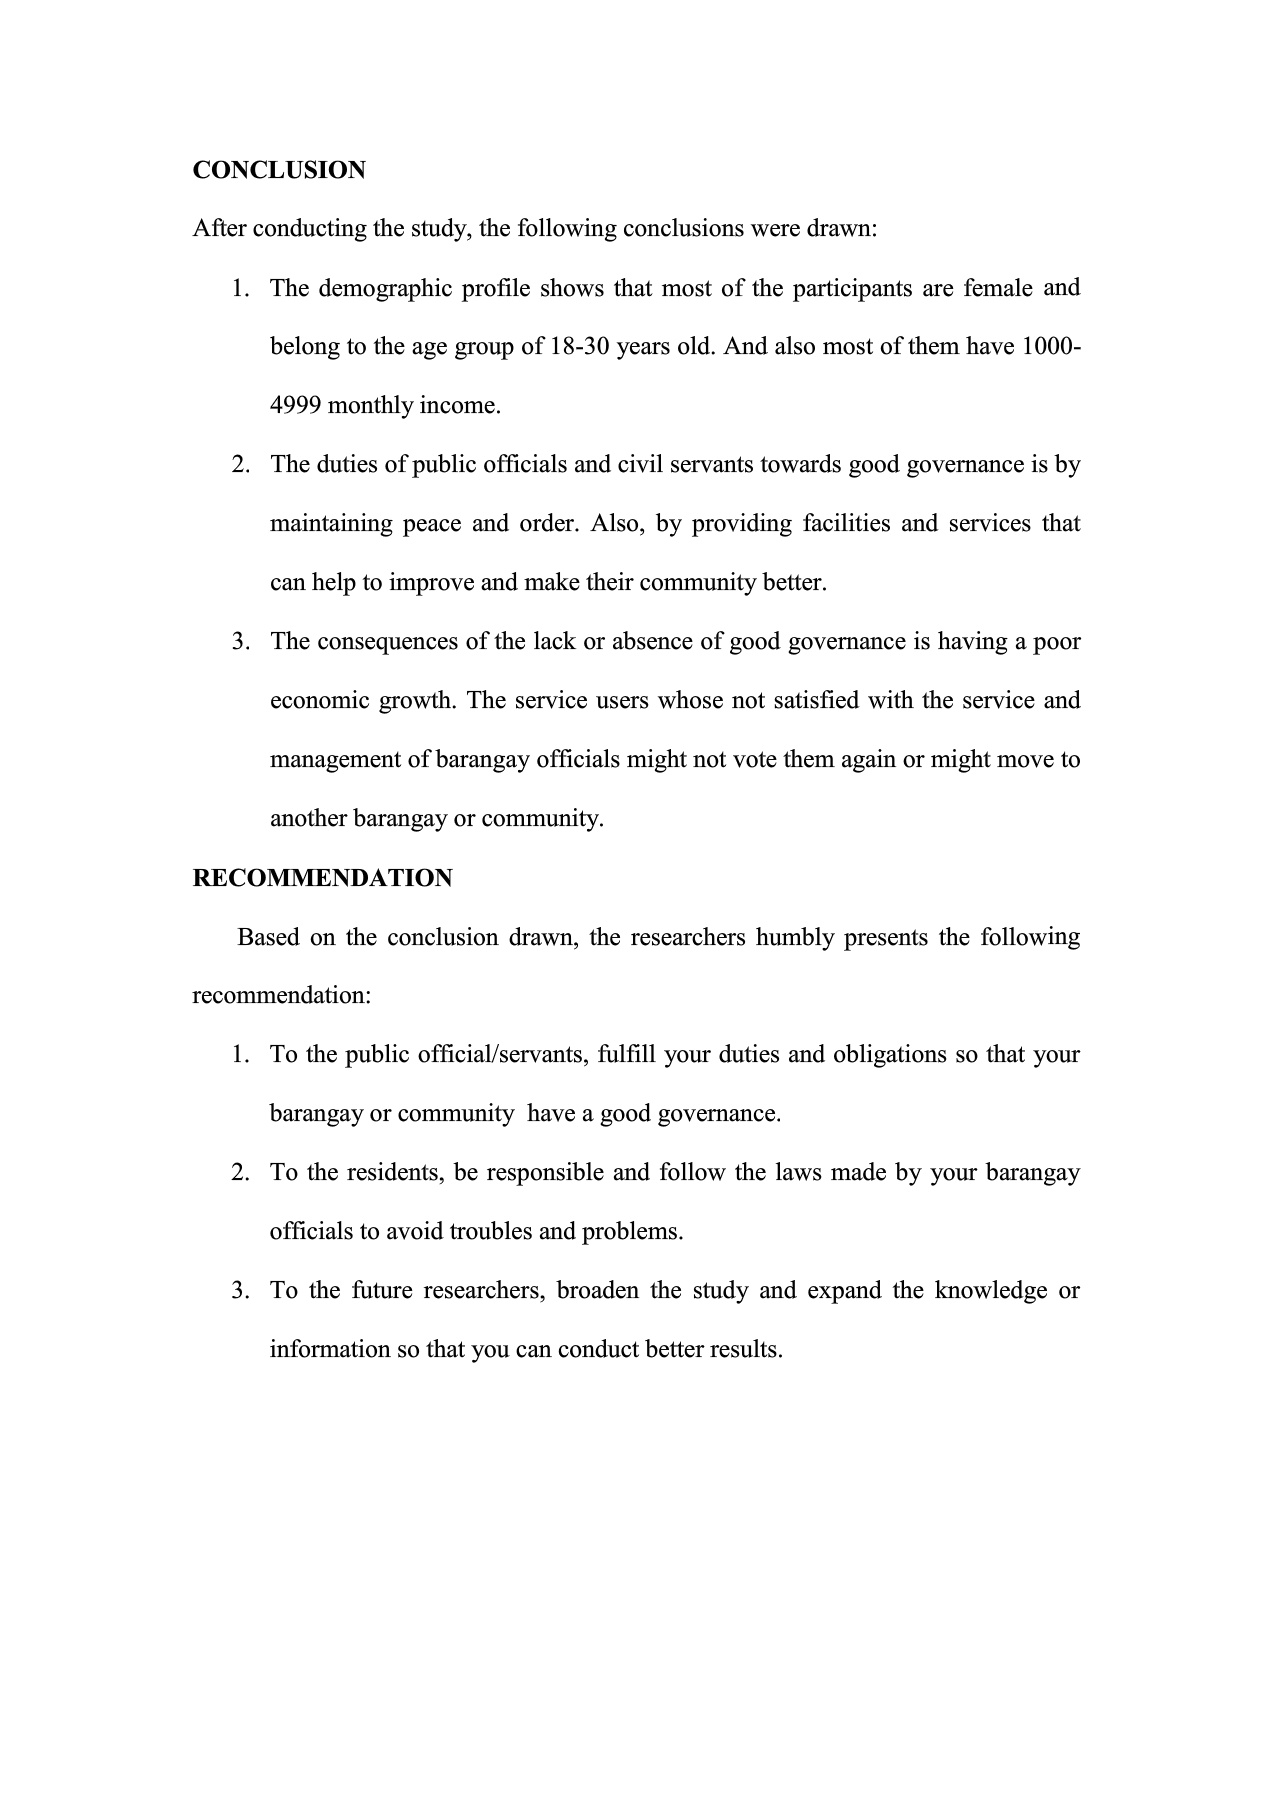 CONCLUSION
After conducting the study, the following conclusions were drawn:
1. The demographic profile shows that most of the participants are female and
belong to the age group of 18-30 years old. And also most of them have 1000-
4999 monthly income.
2. The duties of public officials and civil servants towards good governance is by
maintaining peace and order. Also, by providing facilities and services that
can help to improve and make their community better.
3. The consequences of the lack or absence of good governance is having a poor
economic growth. The service users whose not satisfied with the service and
management of barangay officials might not vote them again or might move to
another barangay or community.
RECOMMENDATION
Based on the conclusion drawn, the researchers humbly presents the following
recommendation:
1. To the public official/servants, fulfill your duties and obligations so that your
barangay or community  have a good governance.
2. To the residents, be responsible and follow the laws made by your barangay
officials to avoid troubles and problems.
3. To the future researchers, broaden the study and expand the knowledge or
information so that you can conduct better results.